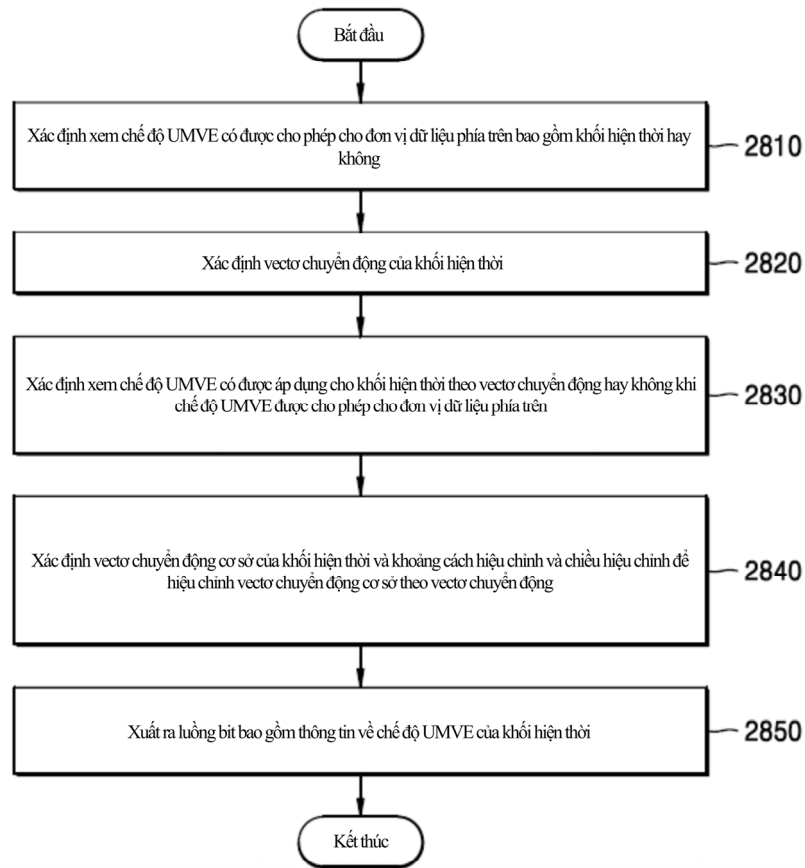 Bắt đầu
Xác định xem chế độ UMVE có được cho phép cho đơn vị dữ liệu phía trên bao gồm khối hiện thời hay
không
2810
Xác định vectơ chuyển động của khối hiện thời
2820
Xác định xem chế độ UMVE có được áp dụng cho khối hiện thời theo vectơ chuyển động hay không khi
chế độ UMVE được cho phép cho đơn vị dữ liệu phía trên
2830
Xác định vectơ chuyển động cơ sở của khối hiện thời và khoảng cách hiệu chỉnh và chiều hiệu chỉnh để
hiệu chỉnh vectơ chuyển động cơ sở theo vectơ chuyển động
2840
Xuất ra luồng bit bao gồm thông tin về chế độ UMVE của khối hiện thời
2850
Kết thúc